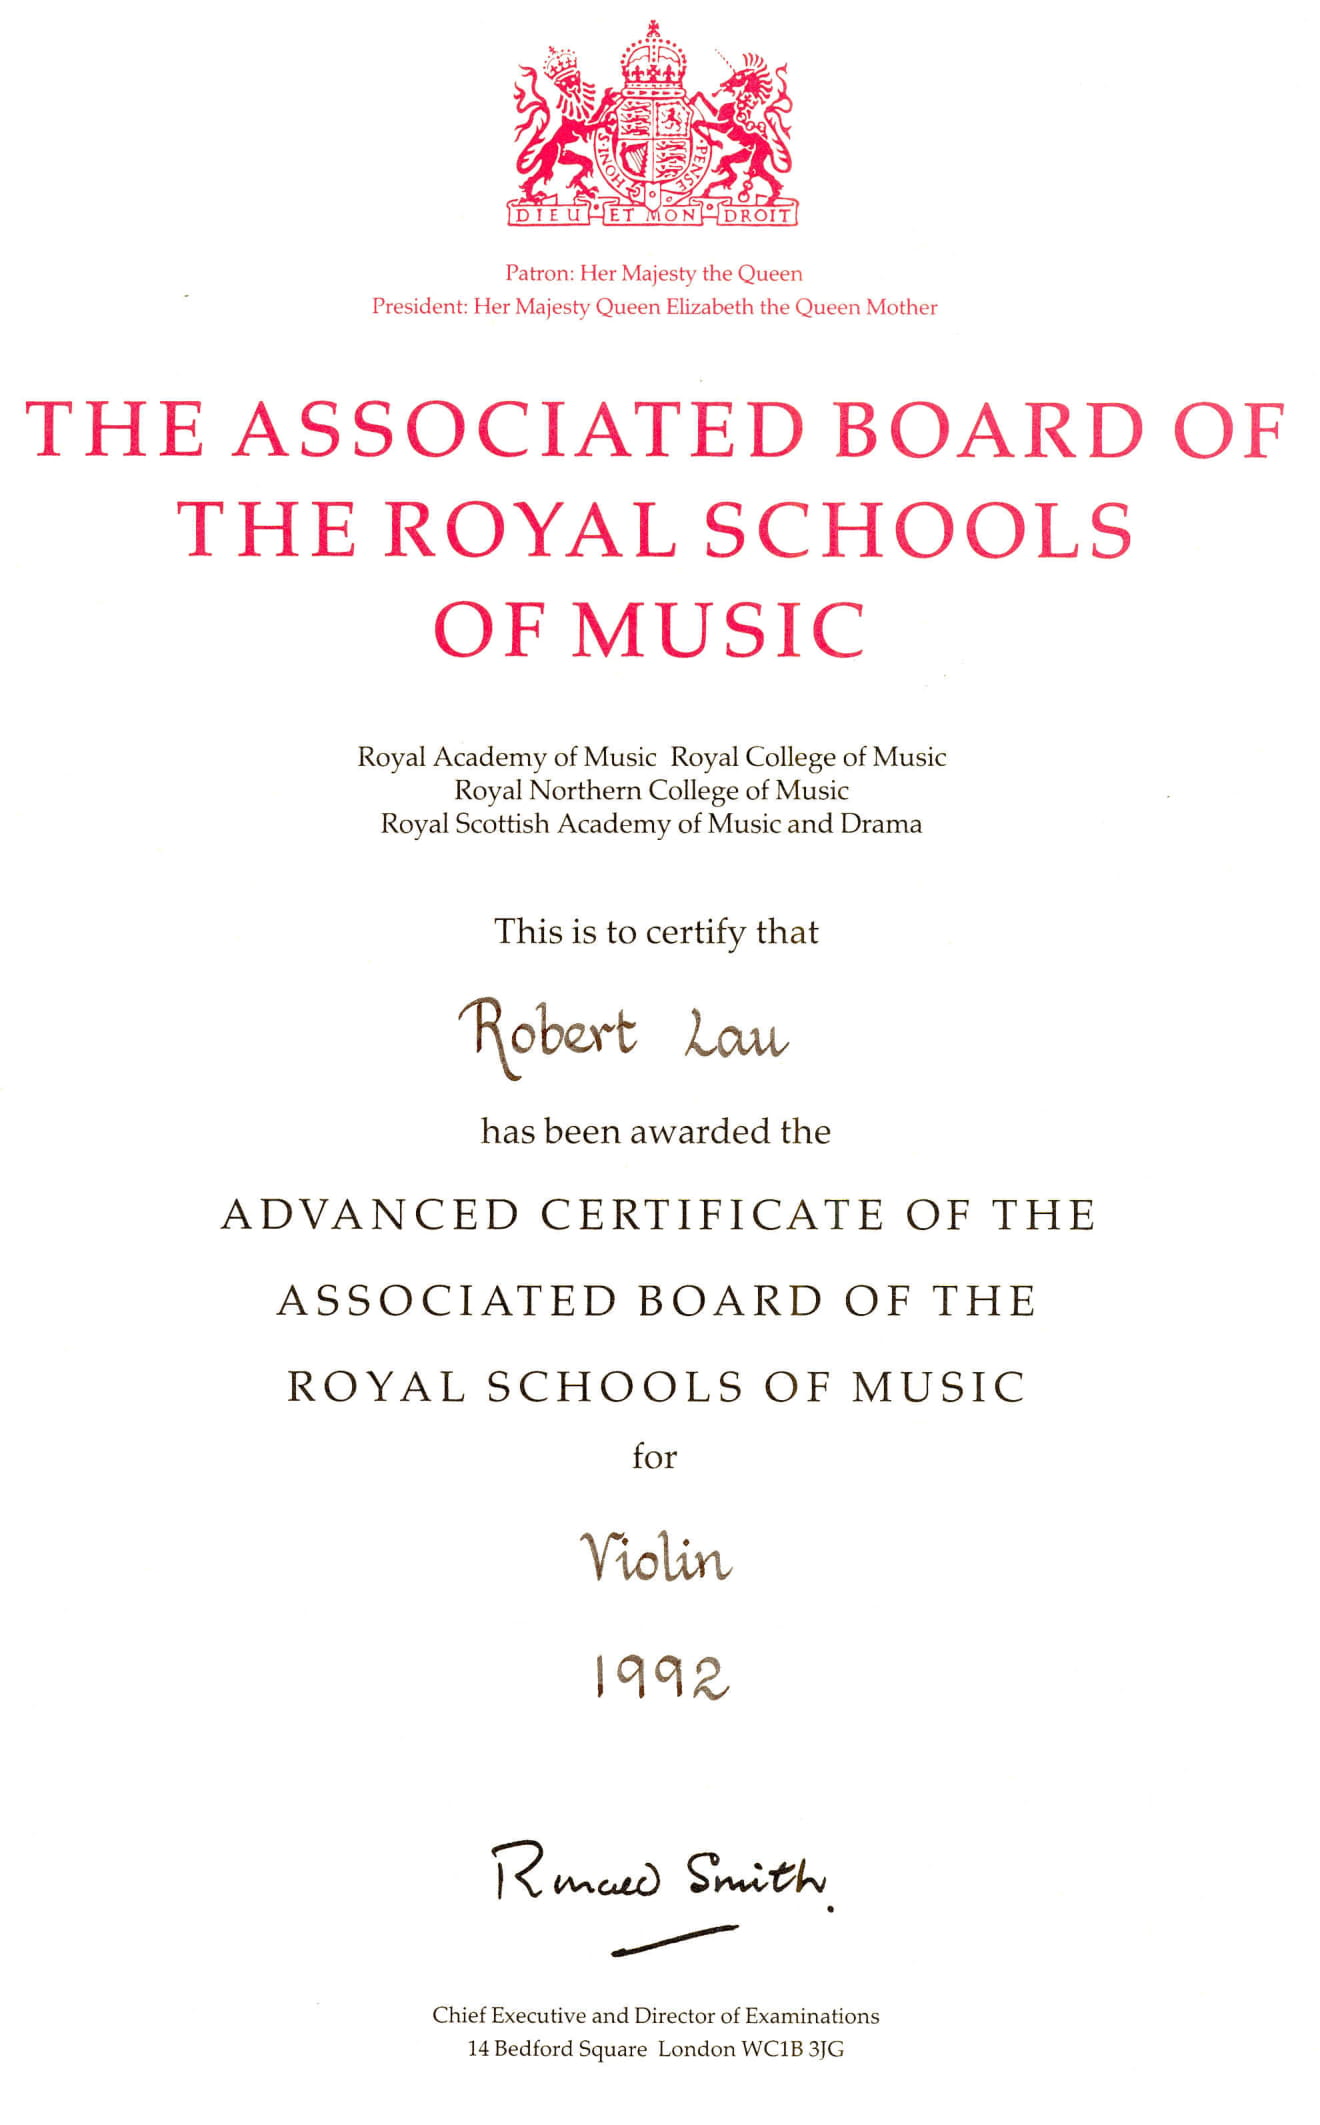 HONI·S
·PENSE
DIEU·ET MON·DROIT
Patron: Her Majesty the Queen
President: Her Majesty Queen Elizabeth the Queen Mother
THE ASSOCIATED BOARD OF
THE ROYAL SCHOOLS
OF MUSIC
Royal Academy of Music Royal College of Music
Royal Northern College of Music
Royal Scottish Academy of Music and Drama
This is to certify that
Robert Lau
has been awarded the
ADVANCED CERTIFICATE OF THE
ASSOCIATED BOARD OF THE
ROYAL SCHOOLS OF MUSIC
for
Violin
1992
Ronald Smith.
Chief Executive and Director of Examinations
14 Bedford Square London WC1B 3JG